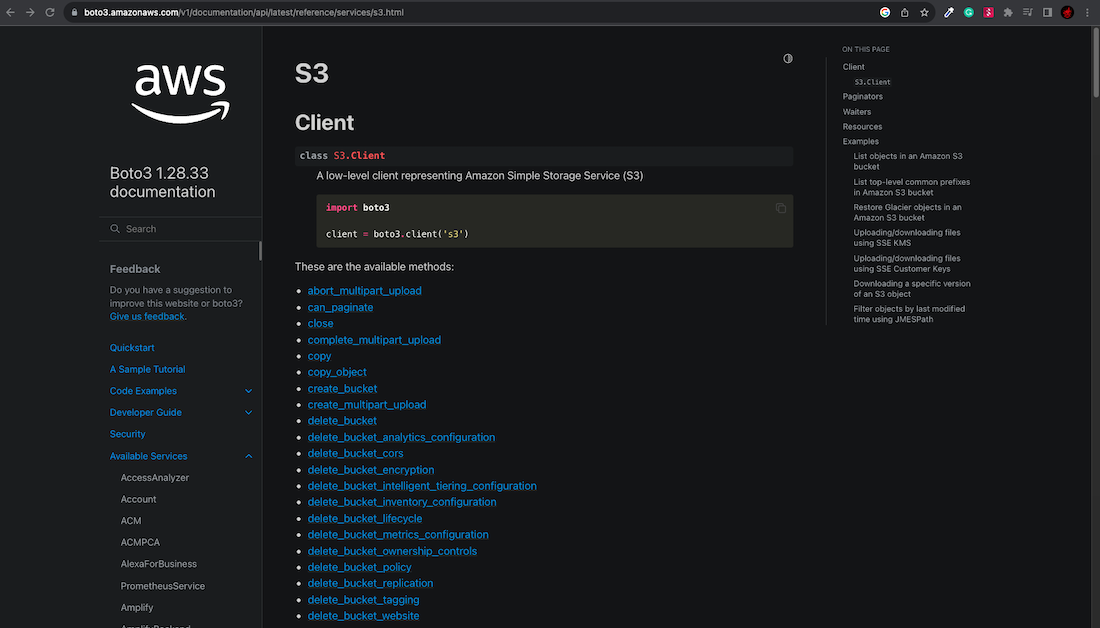 boto3.amazonaws.com/v1/documentation/api/latest/reference/services/s3.html
aws
Boto3 1.28.33
documentation
Search
Feedback
Do you have a suggestion to
improve this website or boto3?
Give us feedback.
Quickstart
A Sample Tutorial
Code Examples
Developer Guide
Security
Available Services
AccessAnalyzer
Account
ACM
ACMPCA
AlexaForBusiness
PrometheusService
Amplify
AmplifyBackend
S3
Client
class S3.Client
A low-level client representing Amazon Simple Storage Service (S3)
import boto3
client = boto3.client('s3')
These are the available methods:
abort_multipart_upload
can_paginate
close
complete_multipart_upload
copy
copy_object
create_bucket
create_multipart_upload
delete_bucket
delete_bucket_analytics_configuration
delete_bucket_cors
delete_bucket_encryption
delete_bucket_intelligent_tiering_configuration
delete_bucket_inventory_configuration
delete_bucket_lifecycle
delete_bucket_metrics_configuration
delete_bucket_ownership_controls
delete_bucket_policy
delete_bucket_replication
delete_bucket_tagging
delete_bucket_website
ON THIS PAGE
Client
S3.Client
Paginators
Waiters
Resources
Examples
List objects in an Amazon S3
bucket
List top-level common prefixes
in Amazon S3 bucket
Restore Glacier objects in an
Amazon S3 bucket
Uploading/downloading files
using SSE KMS
Uploading/downloading files
using SSE Customer Keys
Downloading a specific version
of an S3 object
Filter objects by last modified
time using JMESPath